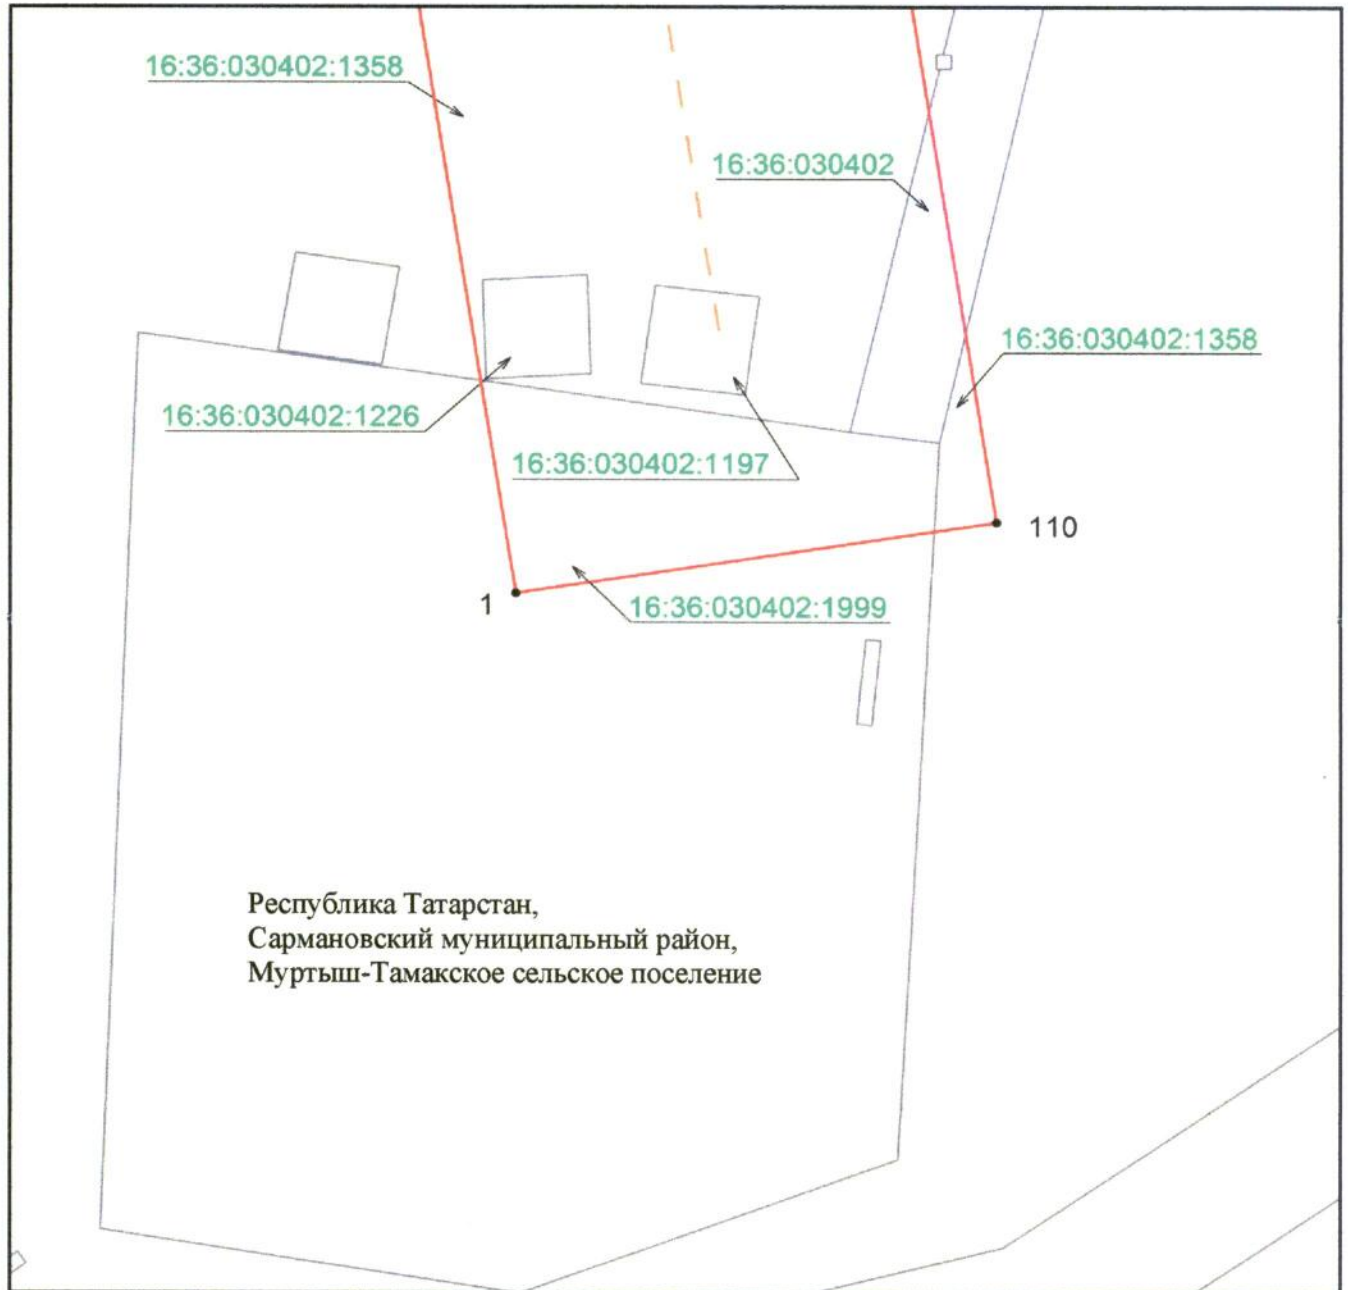 16:36:030402:1358
16:36:030402
16:36:030402:1358
16:36:030402:1226
16:36:030402:1197
110
1
16:36:030402:1999
Республика Татарстан,
Сармановский муниципальный район,
Муртыш-Тамакское сельское поселение